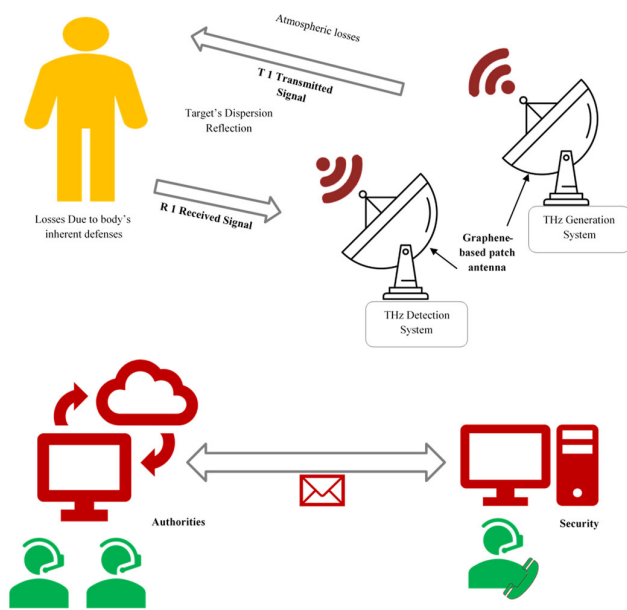 Atmospheric losses
T 1 Transmitted
Signal
Target's Dispersion
Reflection
Losses Due to body's
inherent defenses
R 1 Received Signal
THz Generation
System
Graphene-
based patch
antenna
THz Detection
System
Authorities
Security